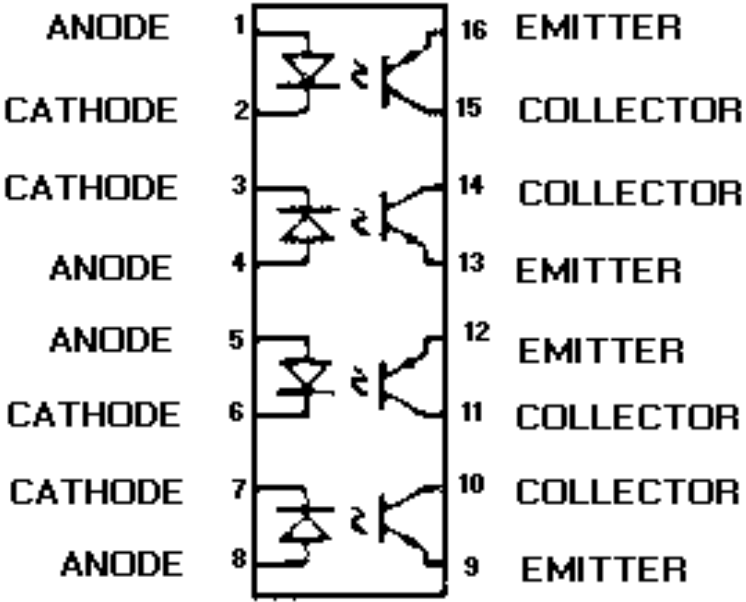 ANODE 1 16 EMITTER
CATHODE 2 15 COLLECTOR
CATHODE 3 14 COLLECTOR
ANODE 4 13 EMITTER
ANODE 5 12 EMITTER
CATHODE 6 11 COLLECTOR
CATHODE 7 10 COLLECTOR
ANODE 8 9 EMITTER